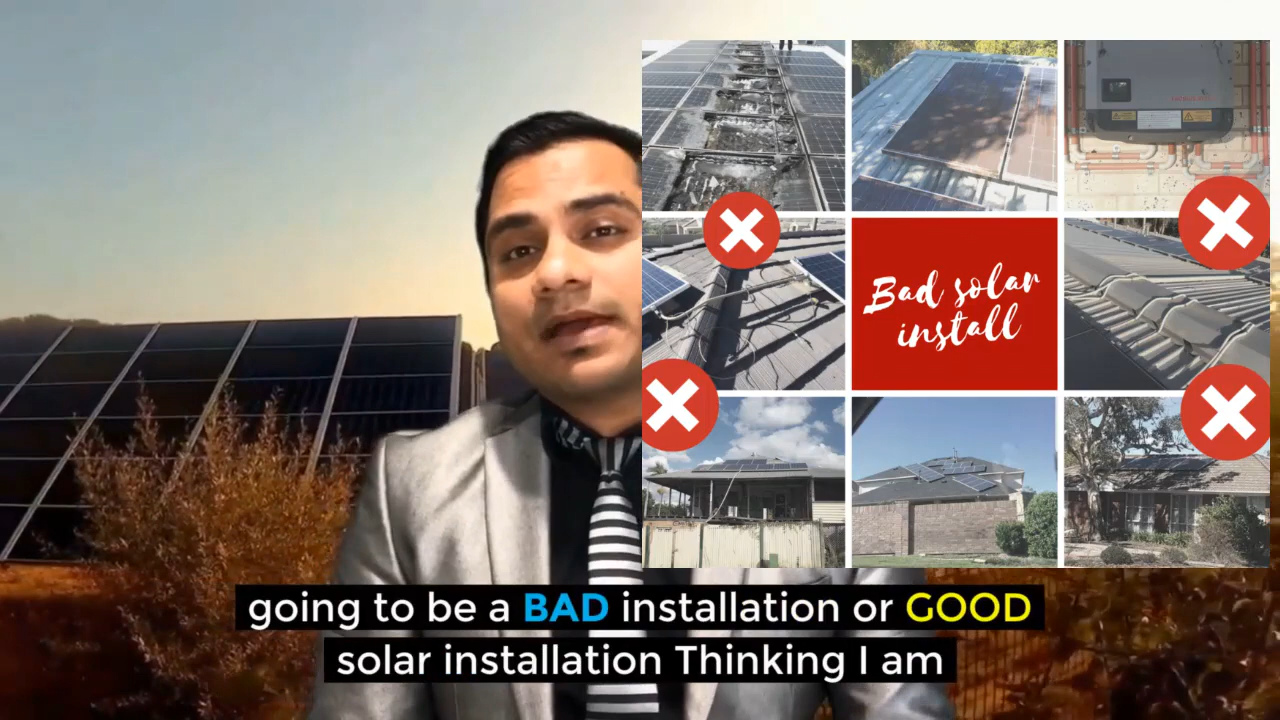 Bad solar
install
going to be a BAD installation or GOOD
solar installation Thinking I am